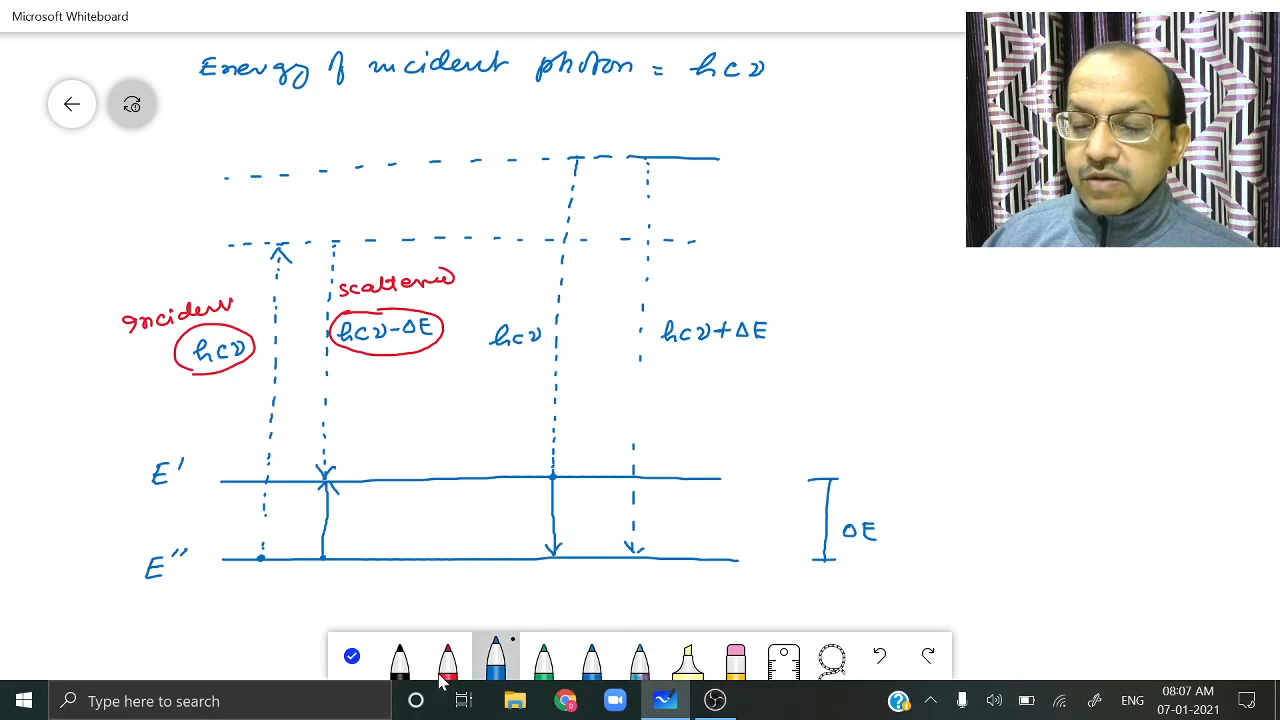 Microsoft Whiteboard
Energy of incident photon = hcν
scattered
incident
hcν
hcν-ΔE
hcν
hcν+ΔE
E'
E''
ΔE
Type here to search
ENG
08:07 AM
07-01-2021